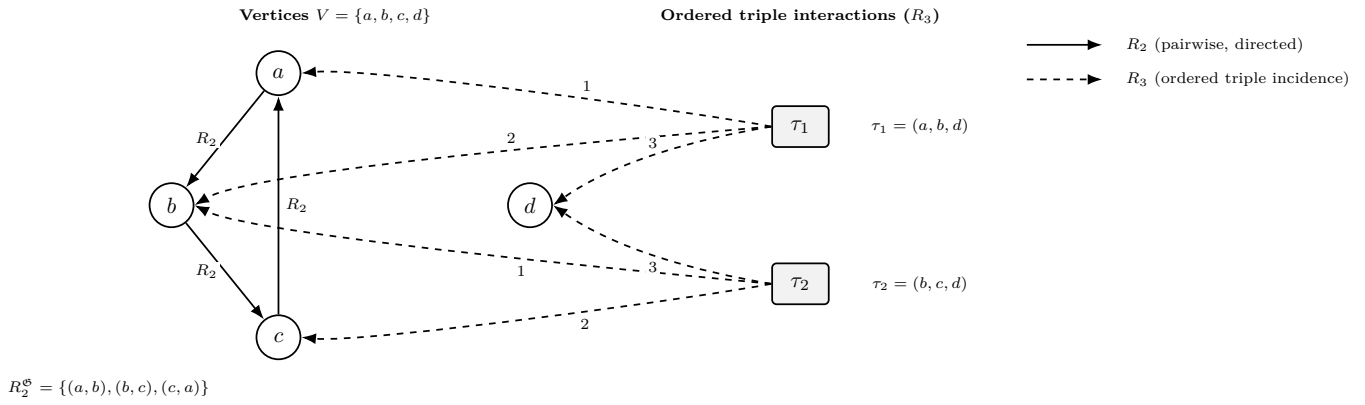 Vertices V = {a, b, c, d}
Ordered triple interactions (R₃)
R₂ (pairwise, directed)
R₃ (ordered triple incidence)
a
1
τ₁
τ₁ = (a, b, d)
R₂
2
3
b
R₂
d
R₂
1
3
τ₂
τ₂ = (b, c, d)
2
c
R₂^𝔊 = {(a, b), (b, c), (c, a)}